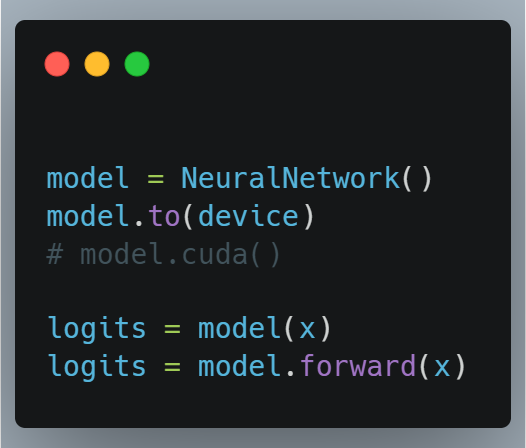 model = NeuralNetwork()
model.to(device)
# model.cuda()
logits = model(x)
logits = model.forward(x)